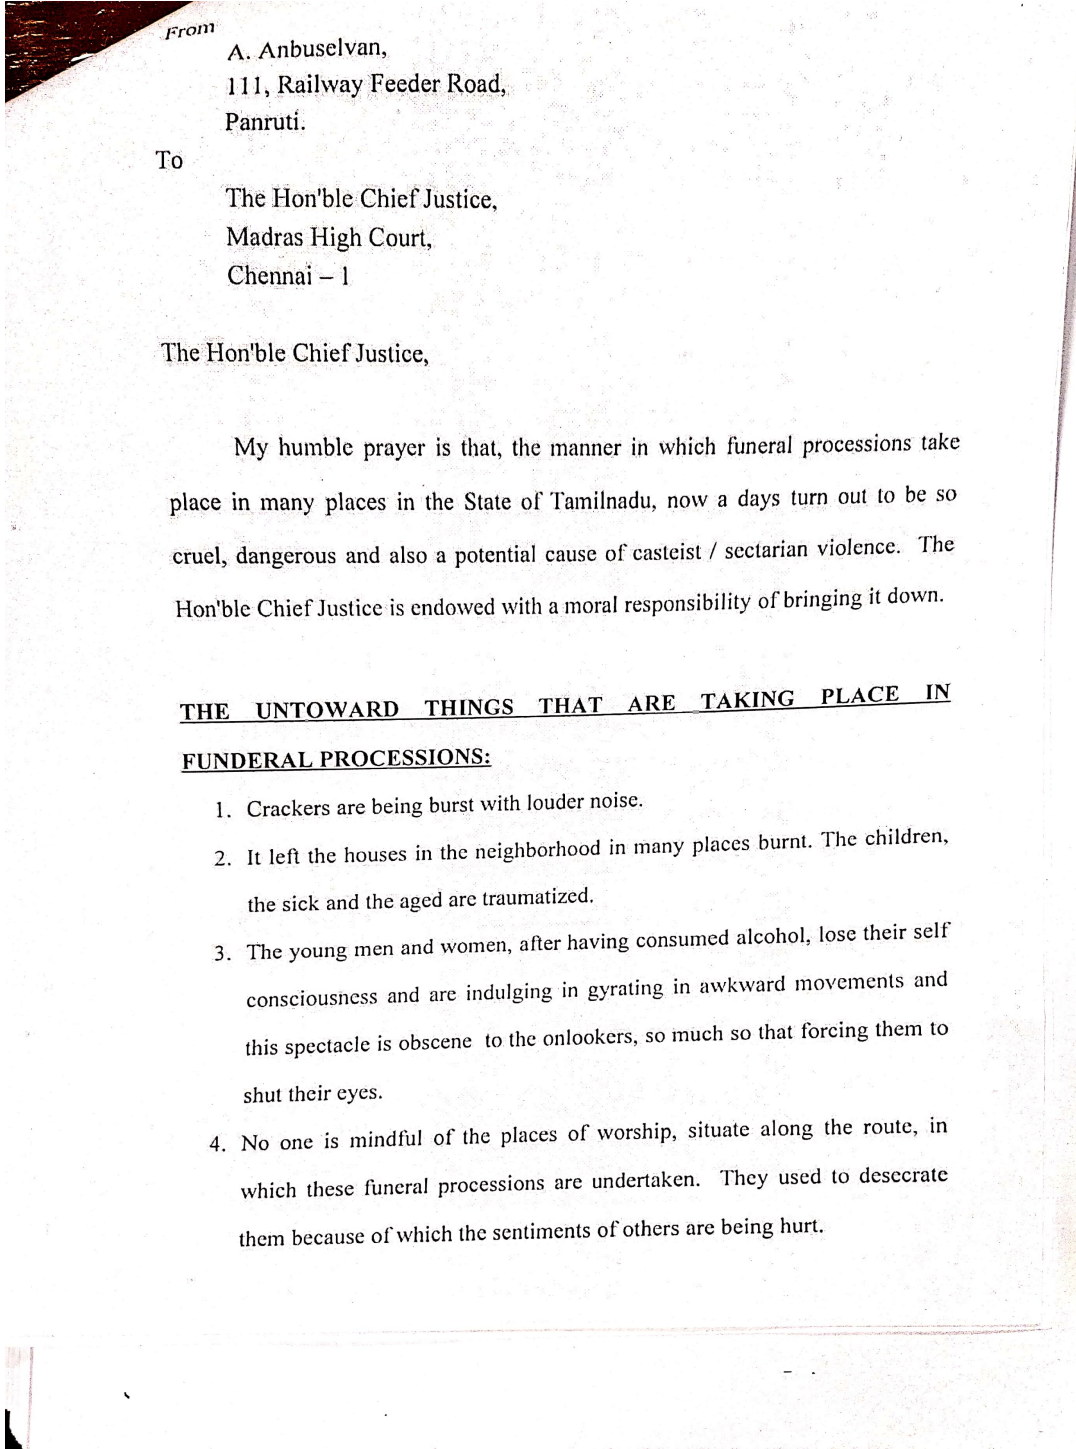 From
A. Anbuselvan,
111, Railway Feeder Road,
Panruti.
To
The Hon'ble Chief Justice,
Madras High Court,
Chennai – 1
The Hon'ble Chief Justice,
My humble prayer is that, the manner in which funeral processions take
place in many places in the State of Tamilnadu, now a days turn out to be so
cruel, dangerous and also a potential cause of casteist / sectarian violence. The
Hon'ble Chief Justice is endowed with a moral responsibility of bringing it down.
THE UNTOWARD THINGS THAT ARE TAKING PLACE IN
FUNDERAL PROCESSIONS:
1. Crackers are being burst with louder noise.
2. It left the houses in the neighborhood in many places burnt. The children,
the sick and the aged are traumatized.
3. The young men and women, after having consumed alcohol, lose their self
consciousness and are indulging in gyrating in awkward movements and
this spectacle is obscene to the onlookers, so much so that forcing them to
shut their eyes.
4. No one is mindful of the places of worship, situate along the route, in
which these funeral processions are undertaken. They used to desecrate
them because of which the sentiments of others are being hurt.